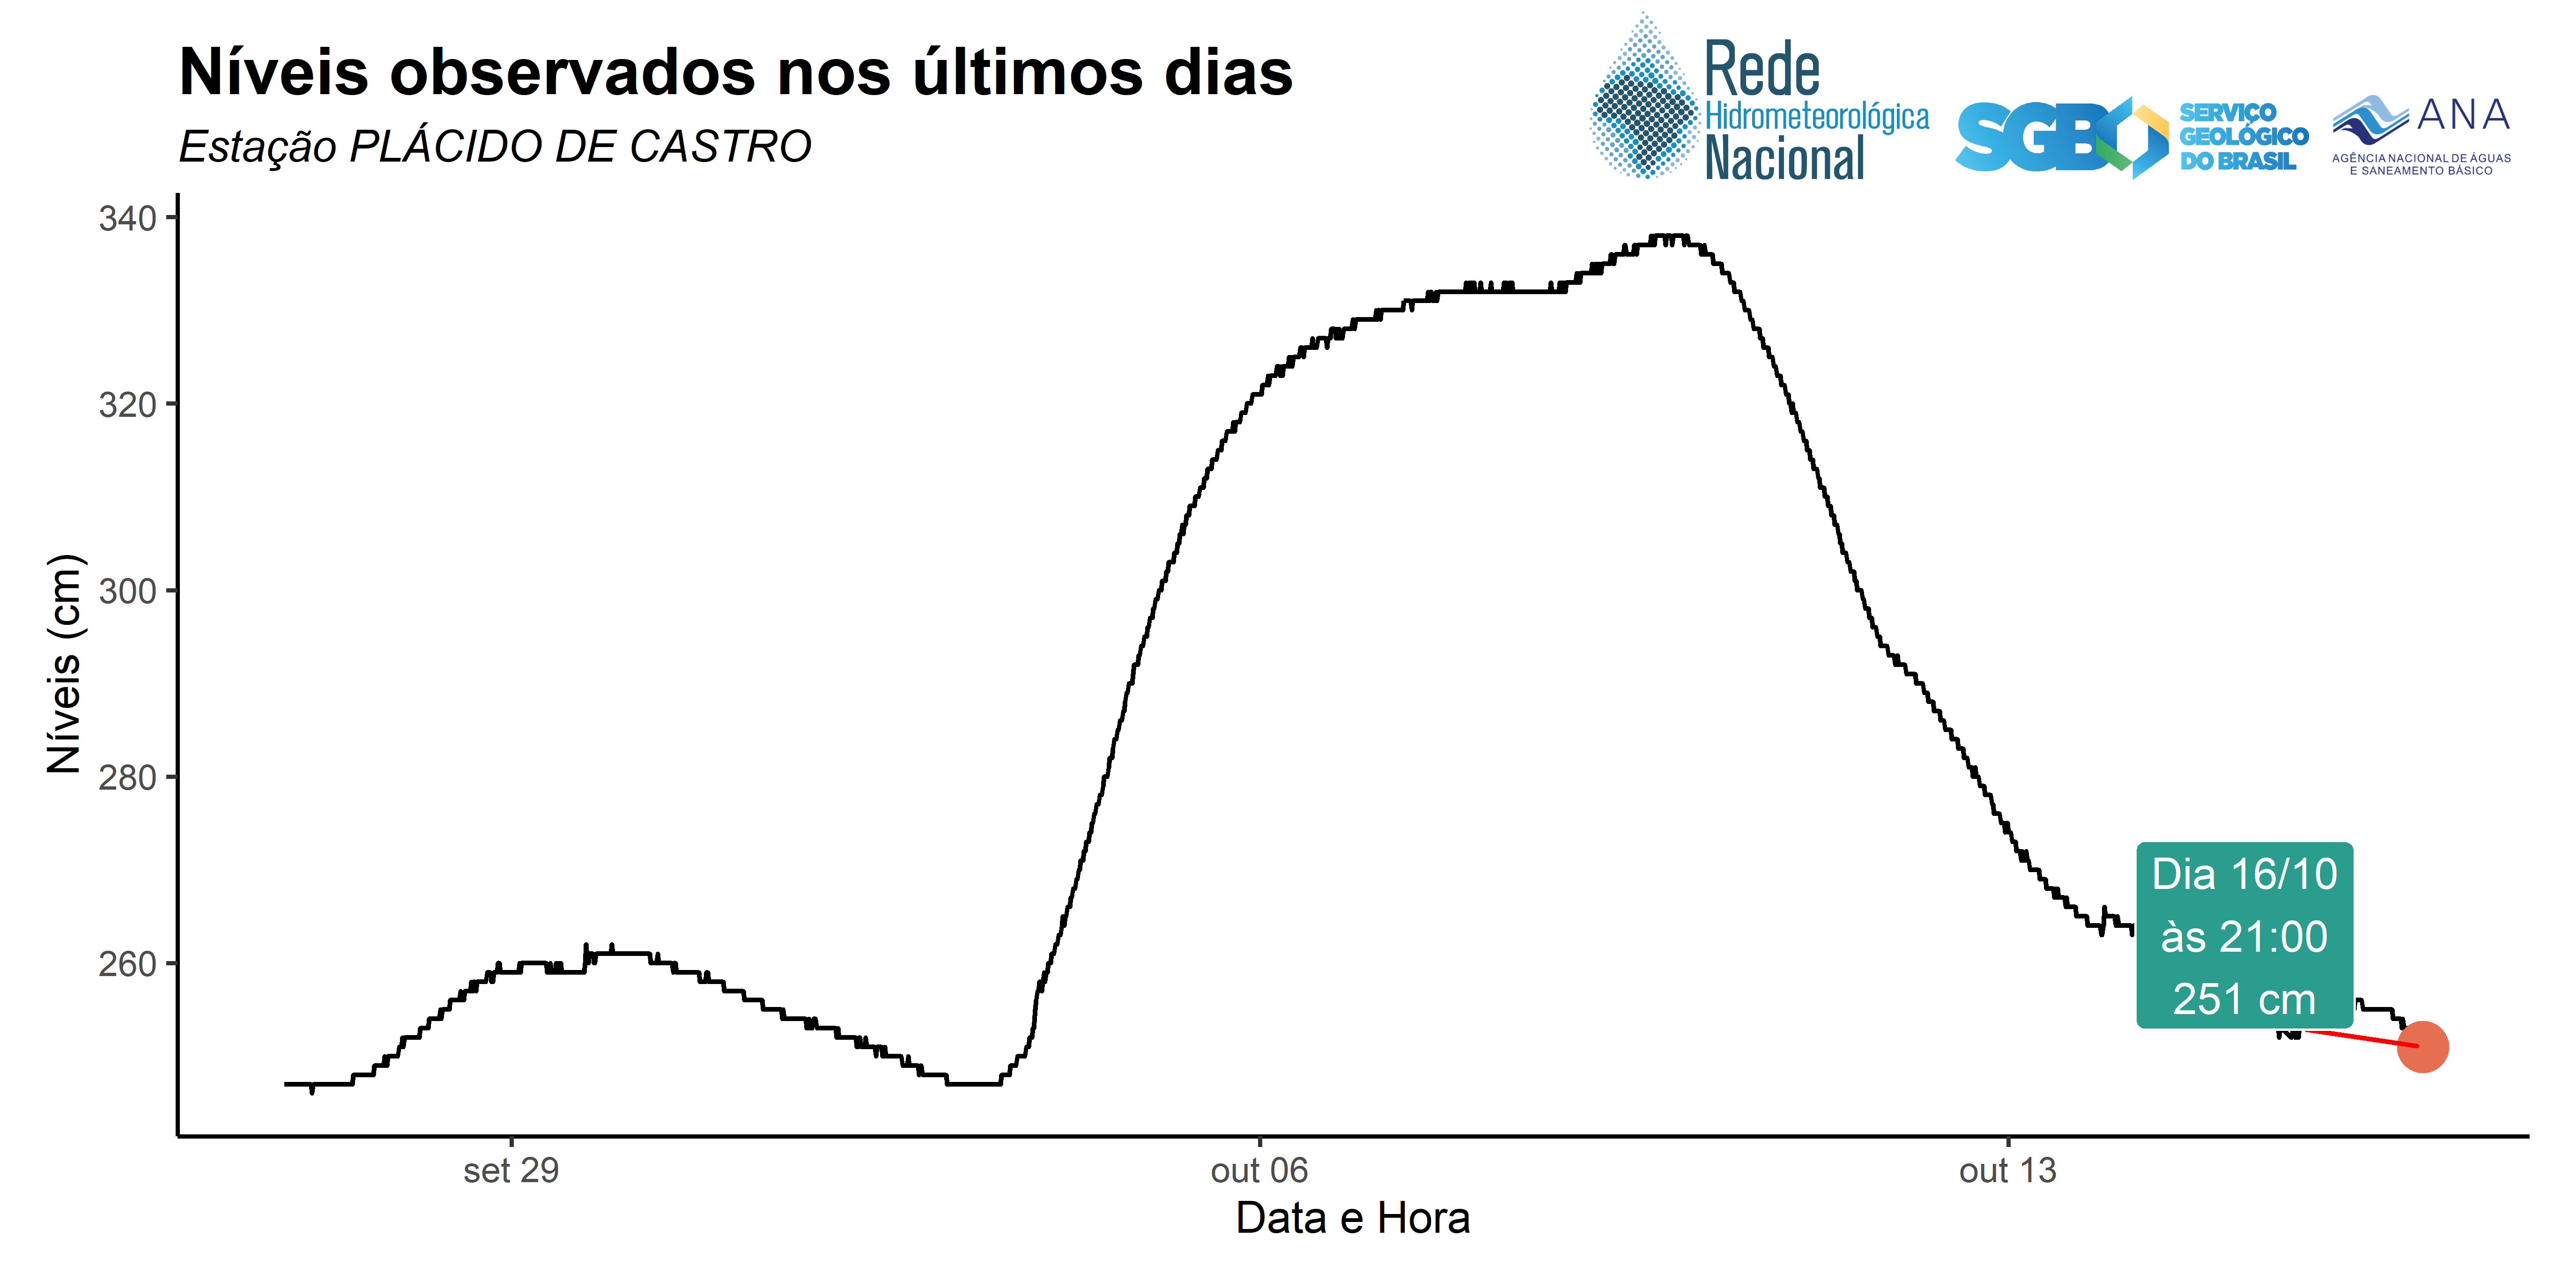 Níveis observados nos últimos dias
Estação PLÁCIDO DE CASTRO
Rede
Hidrometeorológica
Nacional
SGB
SERVIÇO
GEOLÓGICO
DO BRASIL
ANA
AGÊNCIA NACIONAL DE ÁGUAS
E SANEAMENTO BÁSICO
Níveis (cm)
340
320
300
280
260
Dia 16/10
às 21:00
251 cm
set 29
out 06
out 13
Data e Hora